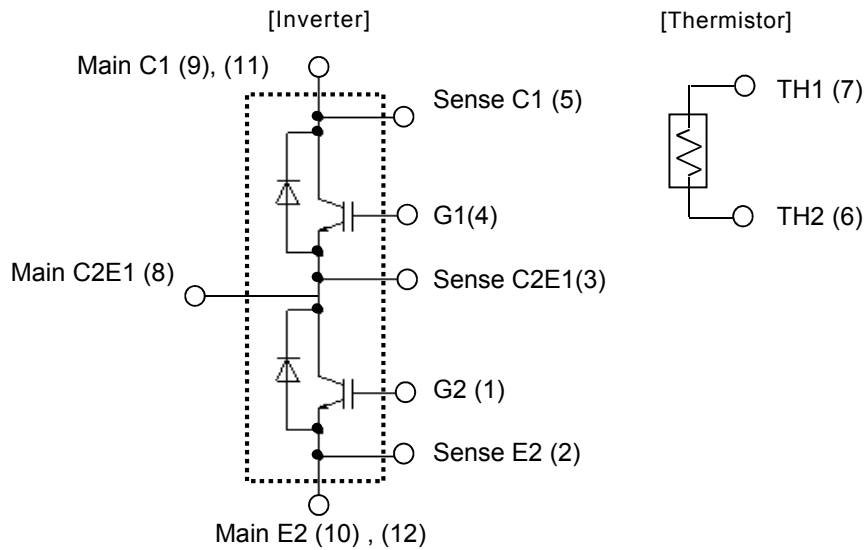 [Inverter]
[Thermistor]
Main C1 (9), (11)
Sense C1 (5)
TH1 (7)
G1(4)
TH2 (6)
Main C2E1 (8)
Sense C2E1(3)
G2 (1)
Sense E2 (2)
Main E2 (10) , (12)